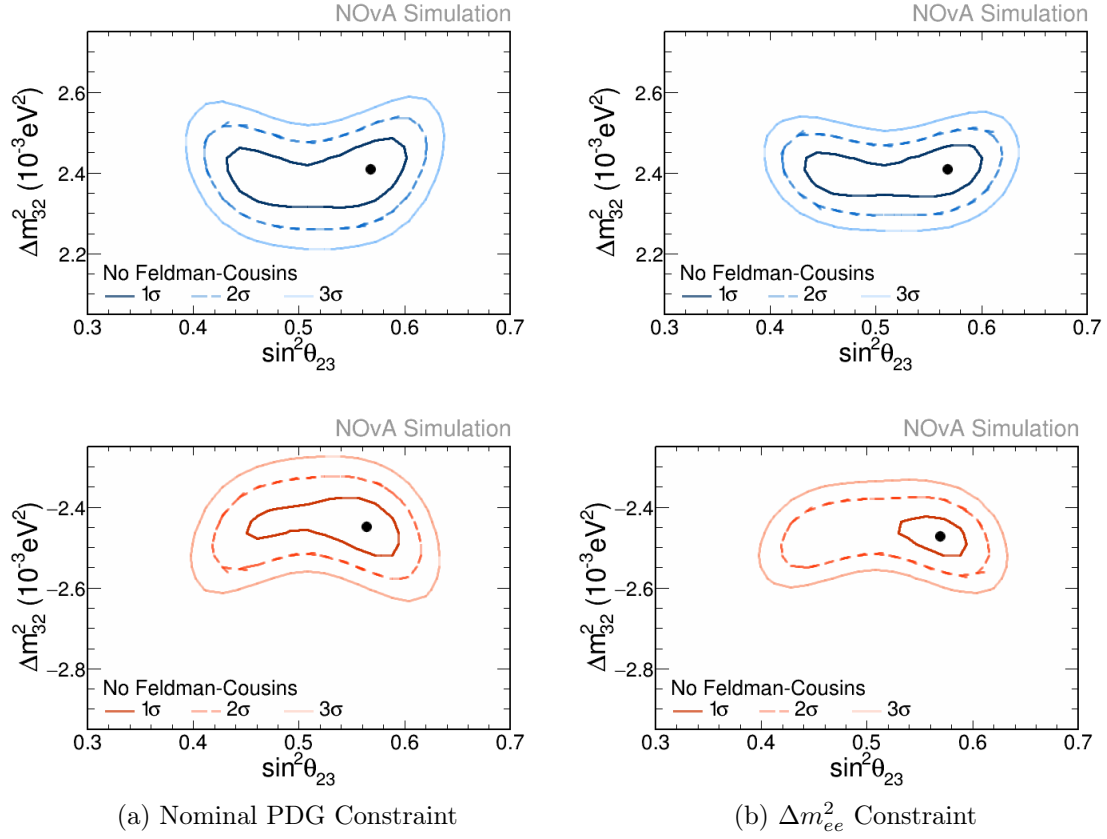 NOvA Simulation
Δm²₃₂ (10⁻³eV²)
2.6
2.4
2.2
No Feldman-Cousins
1σ 2σ 3σ
0.3 0.4 0.5 0.6 0.7
sin²θ₂₃
NOvA Simulation
Δm²₃₂ (10⁻³eV²)
2.6
2.4
2.2
No Feldman-Cousins
1σ 2σ 3σ
0.3 0.4 0.5 0.6 0.7
sin²θ₂₃
NOvA Simulation
Δm²₃₂ (10⁻³eV²)
−2.4
−2.6
−2.8
No Feldman-Cousins
1σ 2σ 3σ
0.3 0.4 0.5 0.6 0.7
sin²θ₂₃
NOvA Simulation
Δm²₃₂ (10⁻³eV²)
−2.4
−2.6
−2.8
No Feldman-Cousins
1σ 2σ 3σ
0.3 0.4 0.5 0.6 0.7
sin²θ₂₃
(a) Nominal PDG Constraint
(b) Δm²ₑₑ Constraint